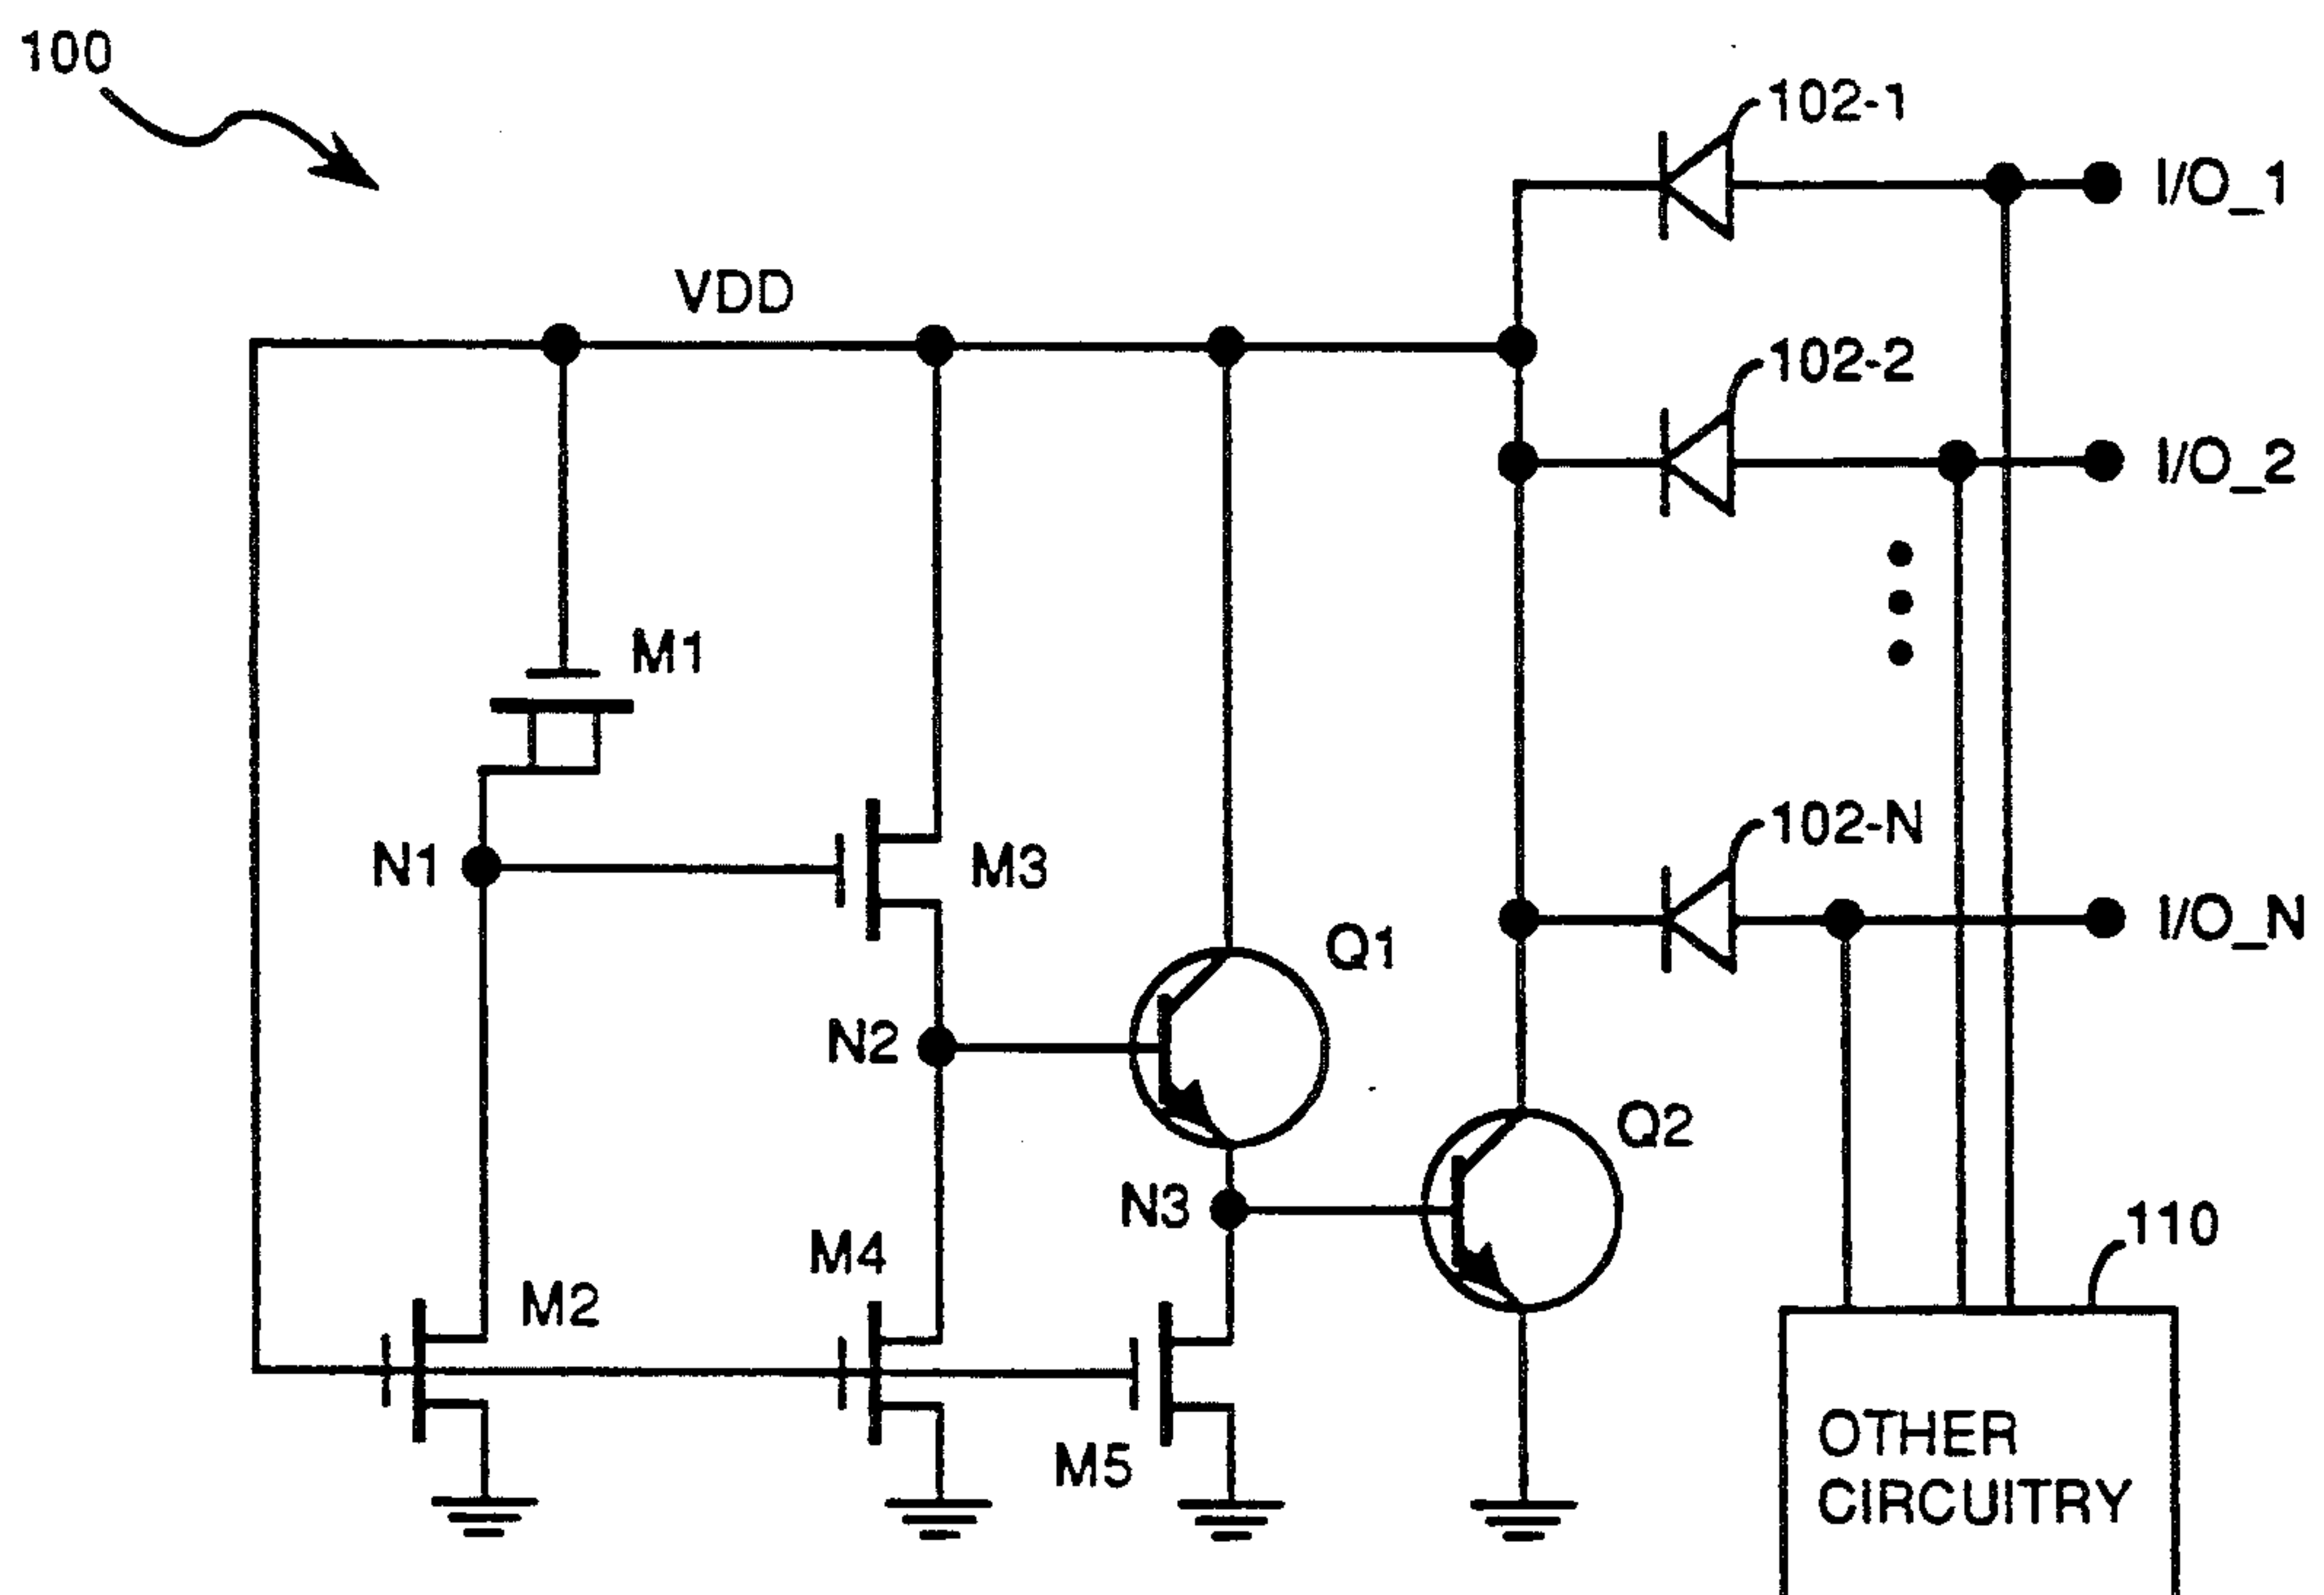 100
102-1
I/O_1
VDD
102-2
I/O_2
M1
102-N
N1
M3
I/O_N
Q1
N2
Q2
N3
110
M4
M2
OTHER
CIRCUITRY
M5